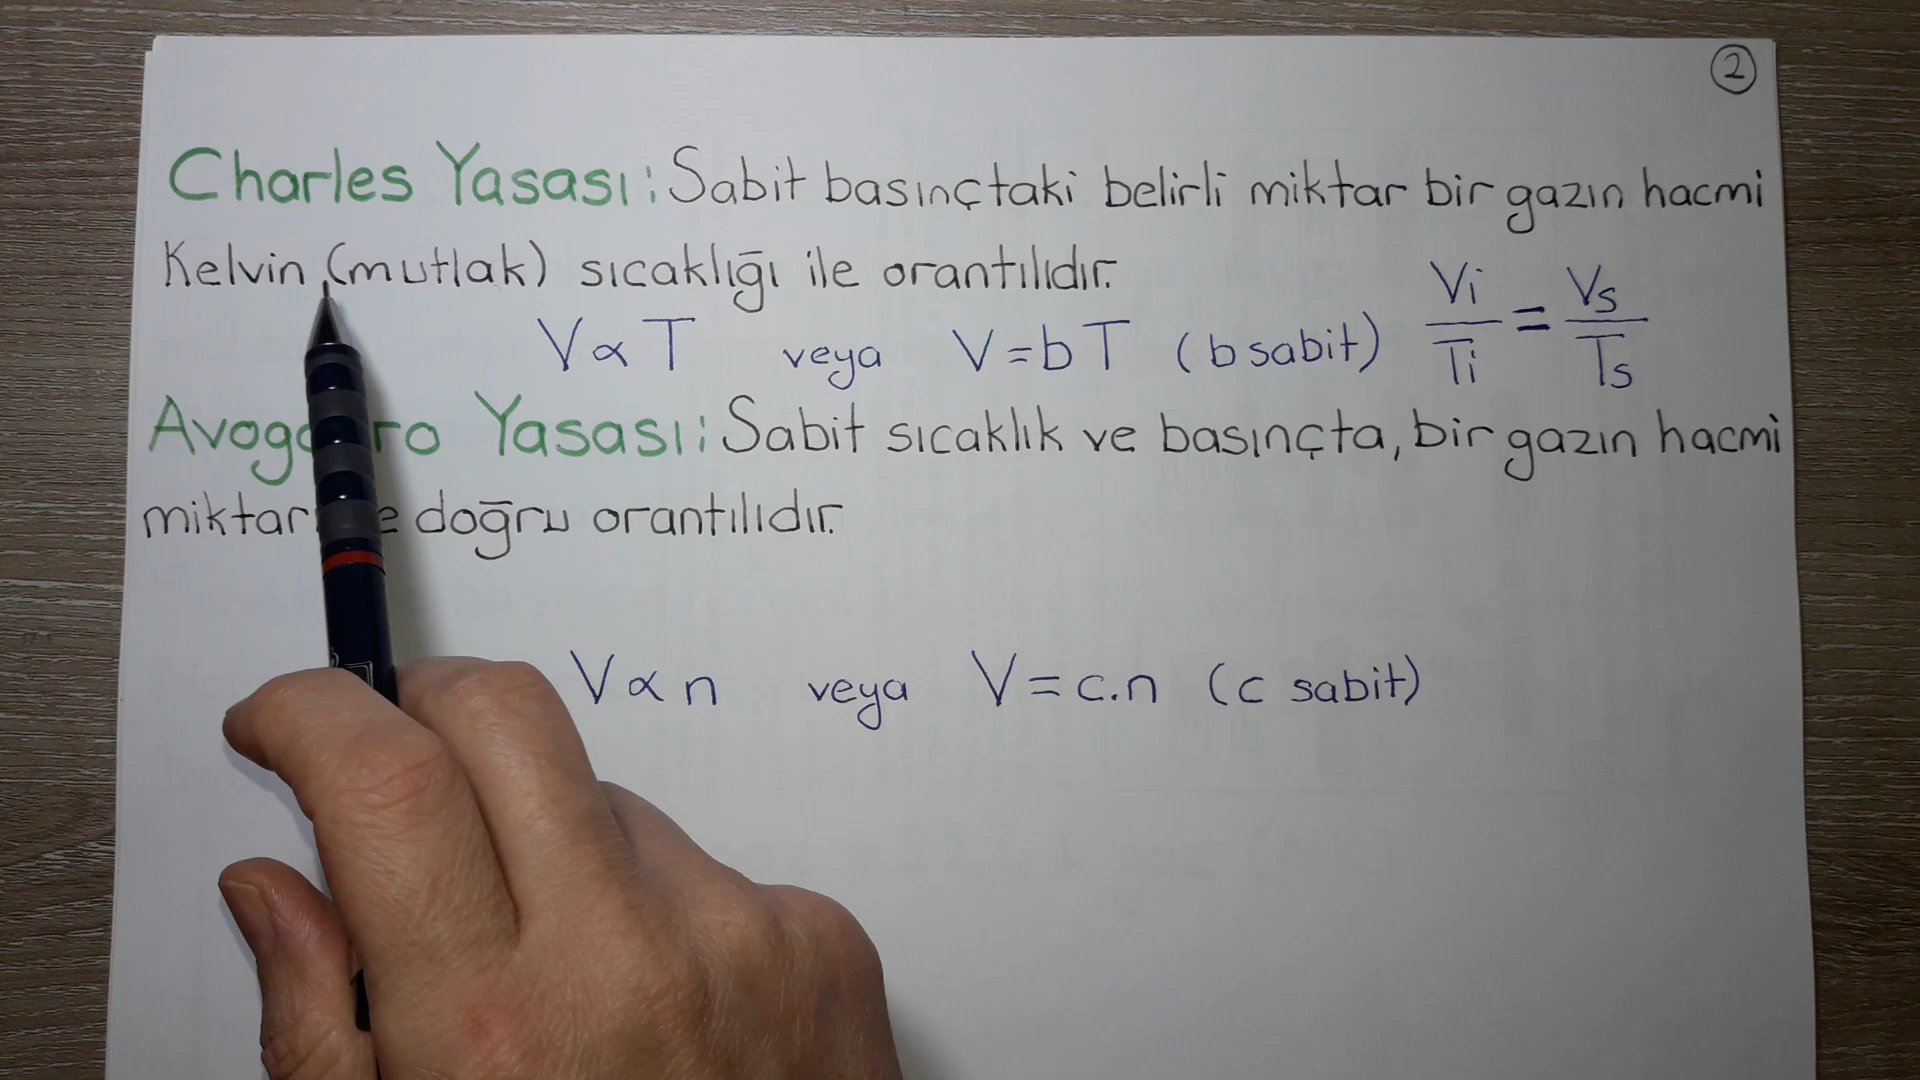 2
Charles Yasası: Sabit basınçtaki belirli miktar bir gazın hacmi
Kelvin (mutlak) sıcaklığı ile orantılıdır.
V ∝ T veya V = bT (b sabit) Vi/Ti = Vs/Ts
Yasası: Sabit sıcaklık ve basınçta, bir gazın hacmi
doğru orantılıdır.
V ∝ n veya V = c.n (c sabit)